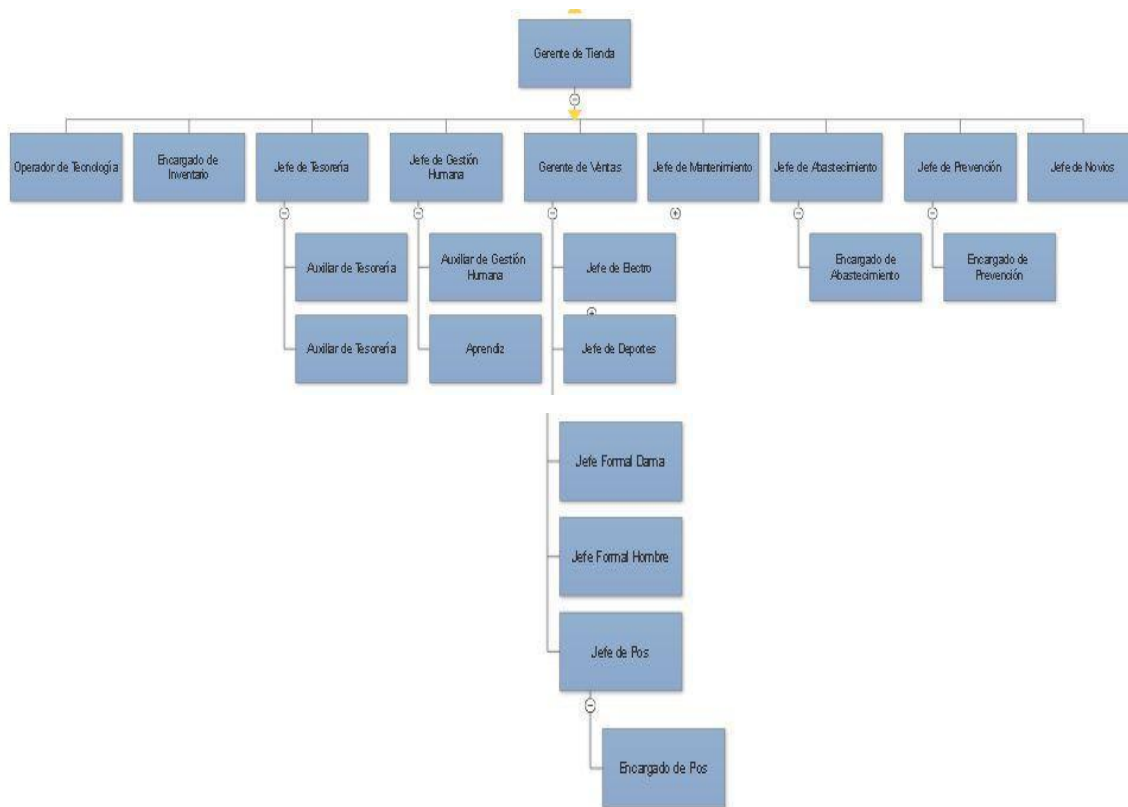 Gerente de Tienda
Operador de Tecnología
Encargado de
Inventario
Jefe de Tesorería
Jefe de Gestión
Humana
Gerente de Ventas
Jefe de Mantenimiento
Jefe de Abastecimiento
Jefe de Prevención
Jefe de Novios
Auxiliar de Tesorería
Auxiliar de Gestión
Humana
Jefe de Electro
Encargado de
Abastecimiento
Encargado de
Prevención
Auxiliar de Tesorería
Aprendiz
Jefe de Deportes
Jefe Formal Dama
Jefe Formal Hombre
Jefe de Pos
Encargado de Pos